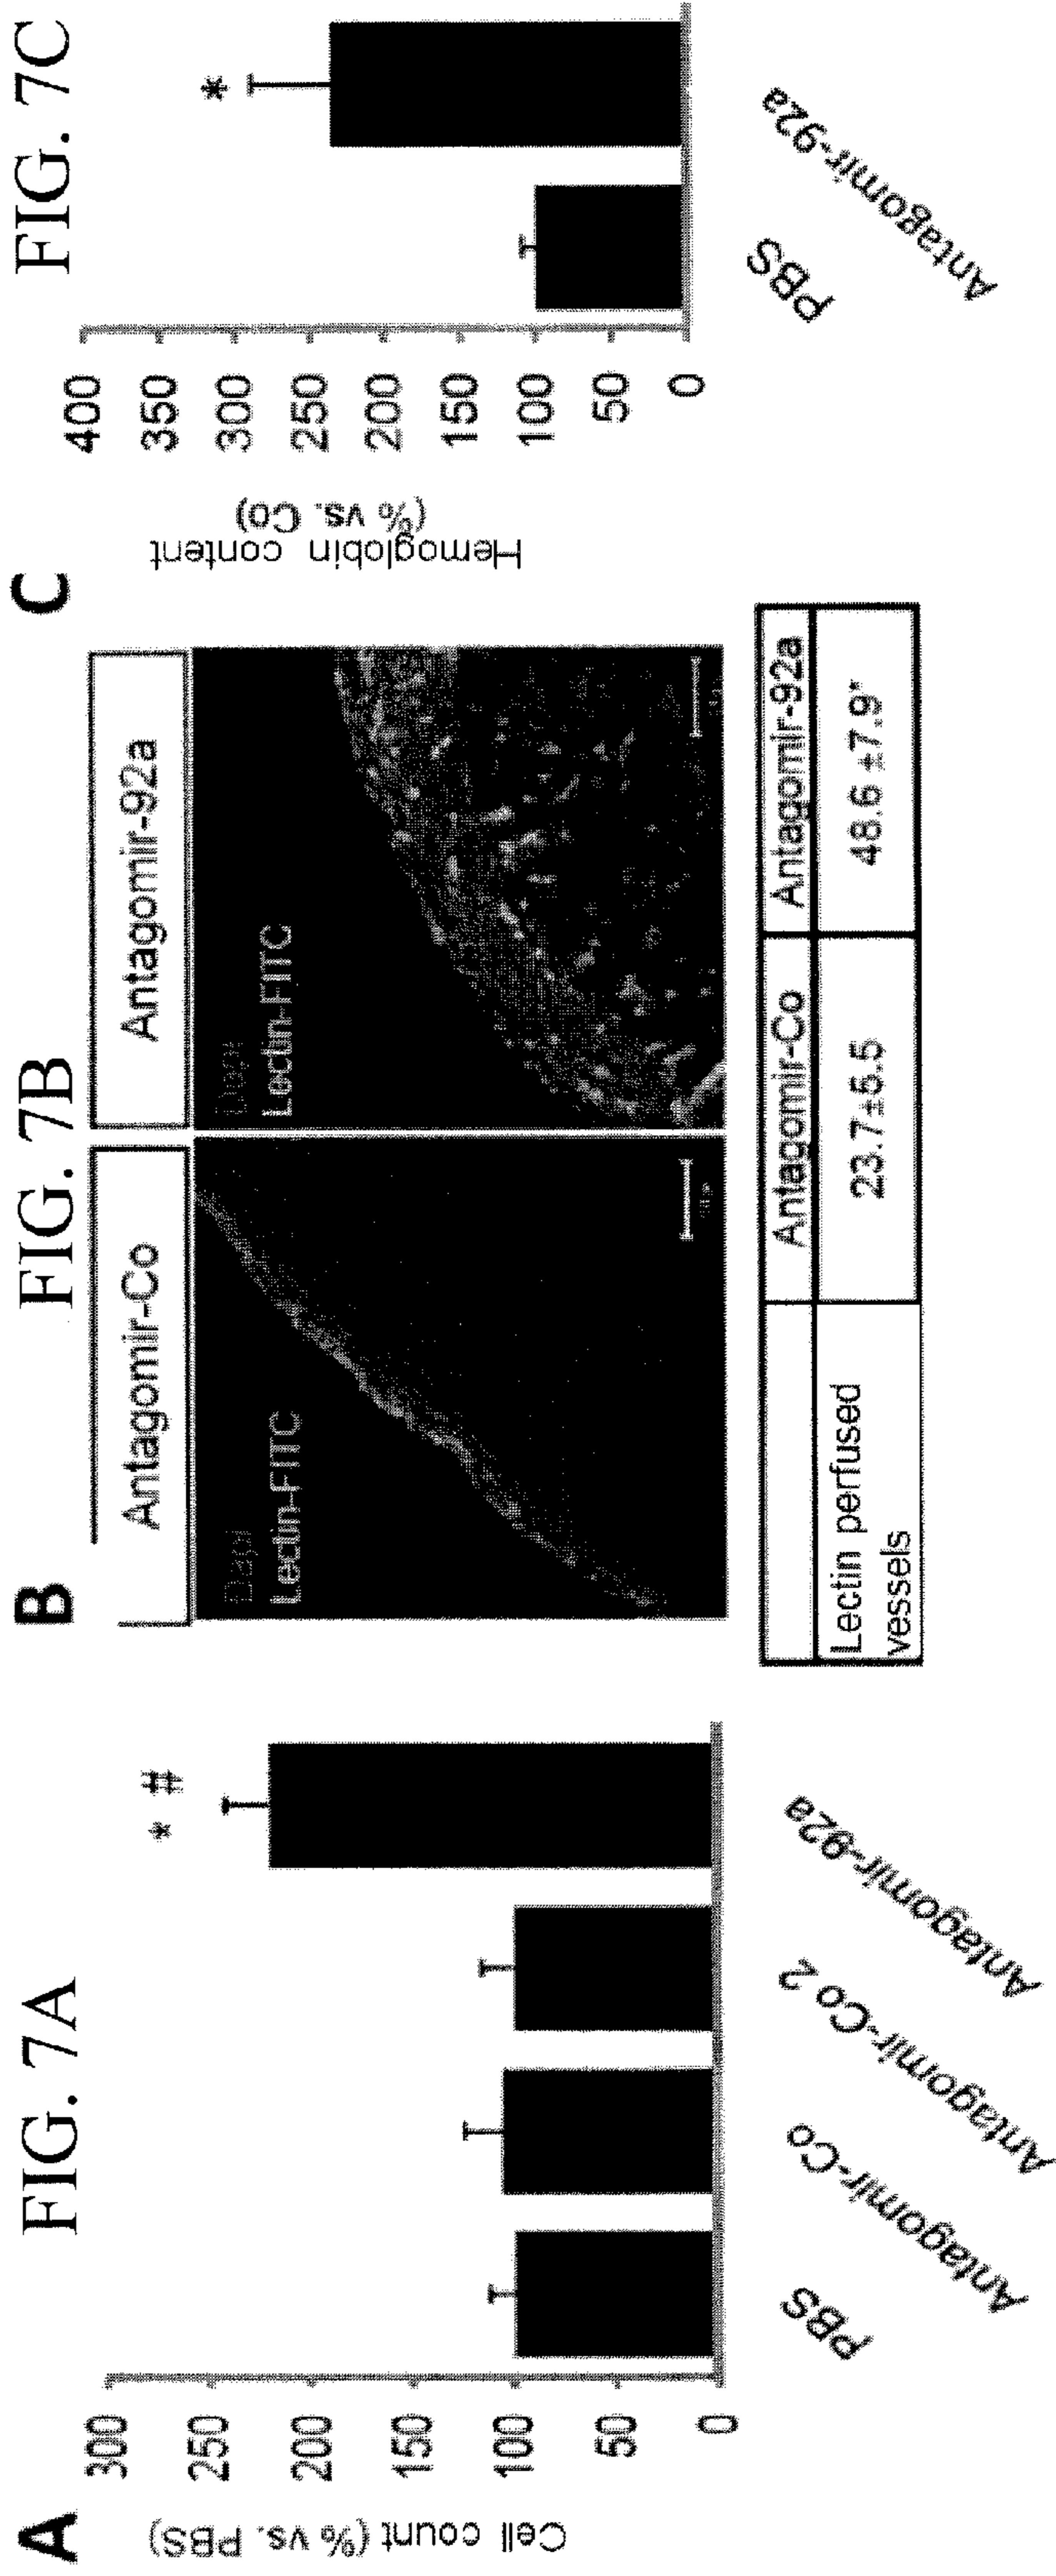 FIG. 7A
A
Cell count (% vs. PBS)
300
250
200
150
100
50
0
* #
PBS
Antagomir-Co
Antagomir-Co 2
Antagomir-92a
FIG. 7B
B
Antagomir-Co
Antagomir-92a
Dapi
Lectin-FITC
Dapi
Lectin-FITC
Antagomir-Co Antagomir-92a
Lectin perfused
vessels
23.7±5.5 48.6 ±7.9*
FIG. 7C
C
Hemoglobin content
(% vs. Co)
400
350
300
250
200
150
100
50
0
*
PBS
Antagomir-92a